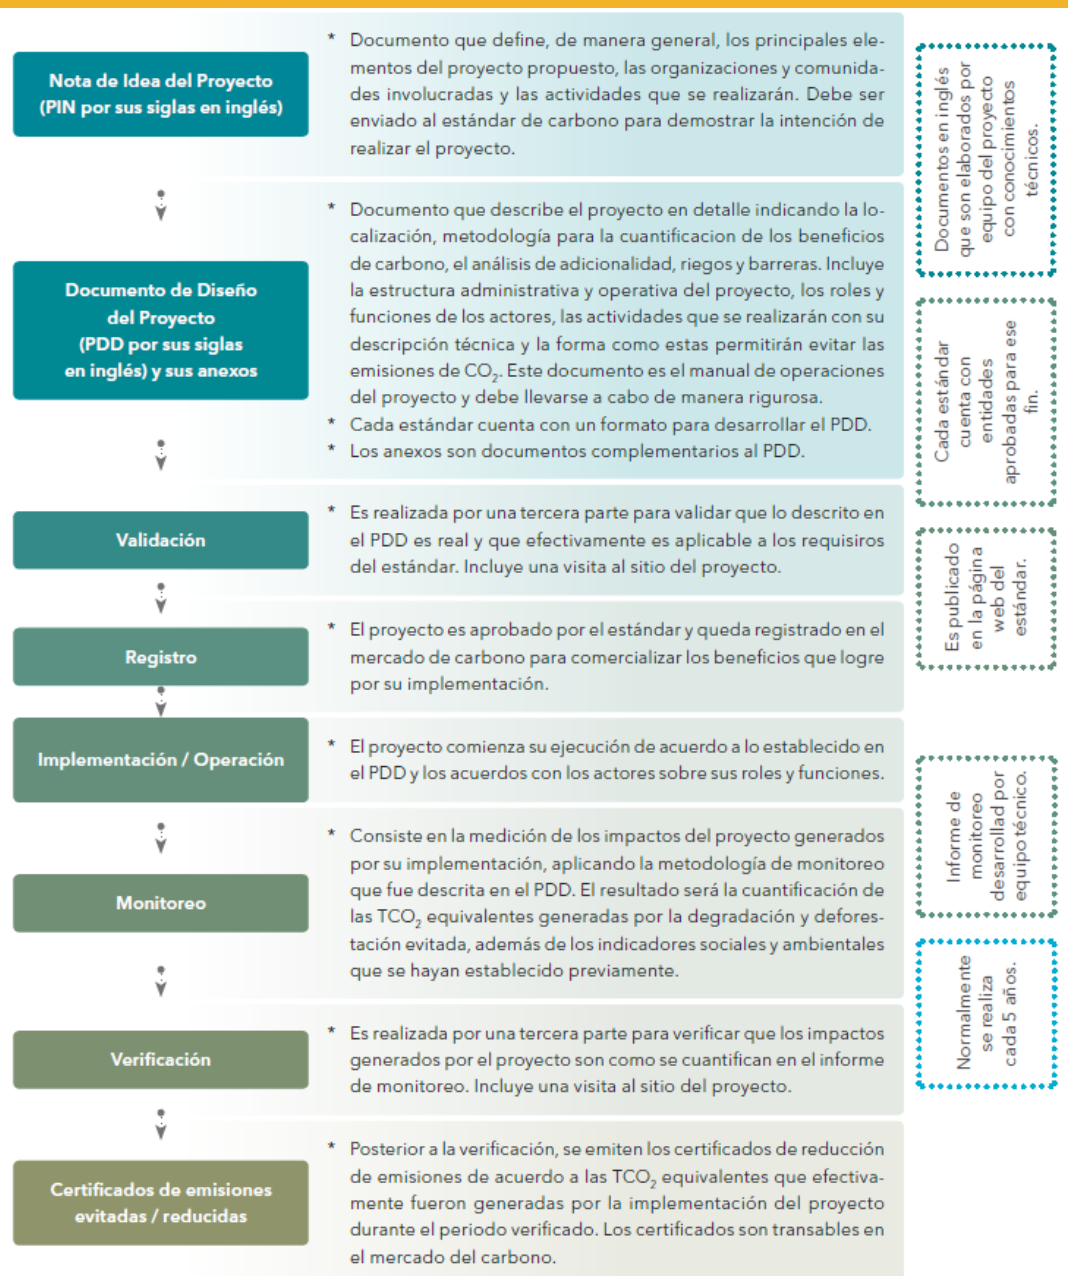 Nota de Idea del Proyecto
(PIN por sus siglas en inglés)
* Documento que define, de manera general, los principales ele-
mentos del proyecto propuesto, las organizaciones y comunida-
des involucradas y las actividades que se realizarán. Debe ser
enviado al estándar de carbono para demostrar la intención de
realizar el proyecto.
Documento de Diseño
del Proyecto
(PDD por sus siglas
en inglés) y sus anexos
* Documento que describe el proyecto en detalle indicando la lo-
calización, metodología para la cuantificacion de los beneficios
de carbono, el análisis de adicionalidad, riegos y barreras. Incluye
la estructura administrativa y operativa del proyecto, los roles y
funciones de los actores, las actividades que se realizarán con su
descripción técnica y la forma como estas permitirán evitar las
emisiones de CO₂. Este documento es el manual de operaciones
del proyecto y debe llevarse a cabo de manera rigurosa.
* Cada estándar cuenta con un formato para desarrollar el PDD.
* Los anexos son documentos complementarios al PDD.
Validación
* Es realizada por una tercera parte para validar que lo descrito en
el PDD es real y que efectivamente es aplicable a los requisiros
del estándar. Incluye una visita al sitio del proyecto.
Registro
* El proyecto es aprobado por el estándar y queda registrado en el
mercado de carbono para comercializar los beneficios que logre
por su implementación.
Implementación / Operación
* El proyecto comienza su ejecución de acuerdo a lo establecido en
el PDD y los acuerdos con los actores sobre sus roles y funciones.
Monitoreo
* Consiste en la medición de los impactos del proyecto generados
por su implementación, aplicando la metodología de monitoreo
que fue descrita en el PDD. El resultado será la cuantificación de
las TCO₂ equivalentes generadas por la degradación y defores-
tación evitada, además de los indicadores sociales y ambientales
que se hayan establecido previamente.
Verificación
* Es realizada por una tercera parte para verificar que los impactos
generados por el proyecto son como se cuantifican en el informe
de monitoreo. Incluye una visita al sitio del proyecto.
Certificados de emisiones
evitadas / reducidas
* Posterior a la verificación, se emiten los certificados de reducción
de emisiones de acuerdo a las TCO₂ equivalentes que efectiva-
mente fueron generadas por la implementación del proyecto
durante el periodo verificado. Los certificados son transables en
el mercado del carbono.
Documentos en inglés
que son elaborados por
equipo del proyecto
con conocimientos
técnicos.
Cada estándar
cuenta con
entidades
aprobadas para ese
fin.
Es publicado
en la página
web del
estándar.
Informe de
monitoreo
desarrollad por
equipo técnico.
Normalmente
se realiza
cada 5 años.